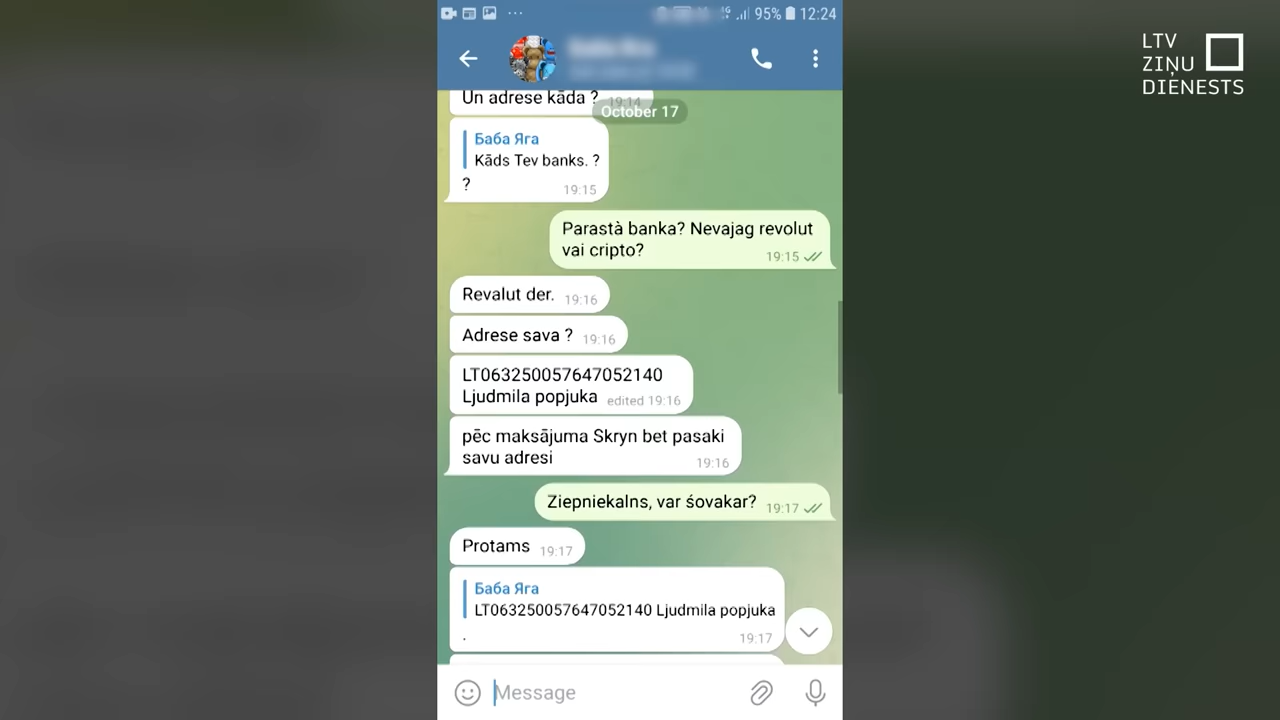 95% 12:24
LTV
ZIŅU
DIENESTS
Un adrese kāda ? 19:14
October 17
Баба Яга
Kāds Tev banks. ?
?
19:15
Parastà banka? Nevajag revolut
vai cripto?
19:15
Revalut der. 19:16
Adrese sava ? 19:16
LT063250057647052140
Ljudmila popjuka edited 19:16
pēc maksājuma Skryn bet pasaki
savu adresi
19:16
Ziepniekalns, var śovakar? 19:17
Protams 19:17
Баба Яга
LT063250057647052140 Ljudmila popjuka
.
19:17
Message